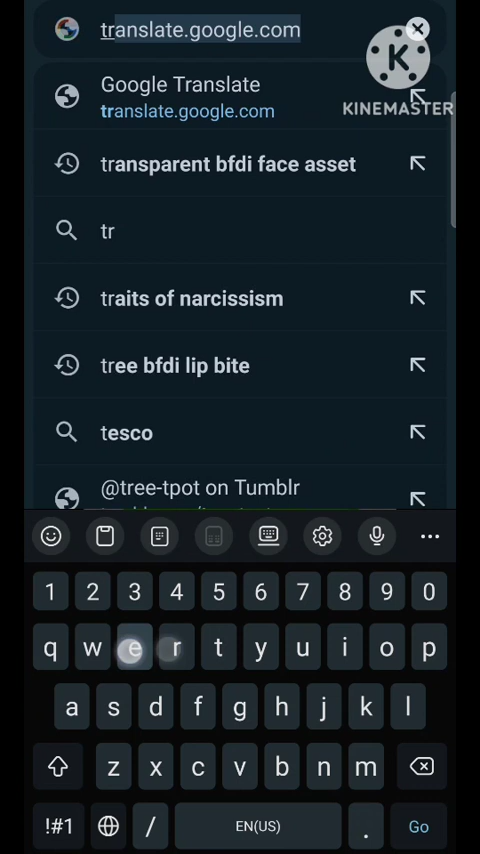 translate.google.com
K
KINEMASTER
Google Translate
translate.google.com
transparent bfdi face asset
tr
traits of narcissism
tree bfdi lip bite
tesco
@tree-tpot on Tumblr
1 2 3 4 5 6 7 8 9 0
q w e r t y u i o p
a s d f g h j k l
z x c v b n m
!#1 / EN(US) . Go